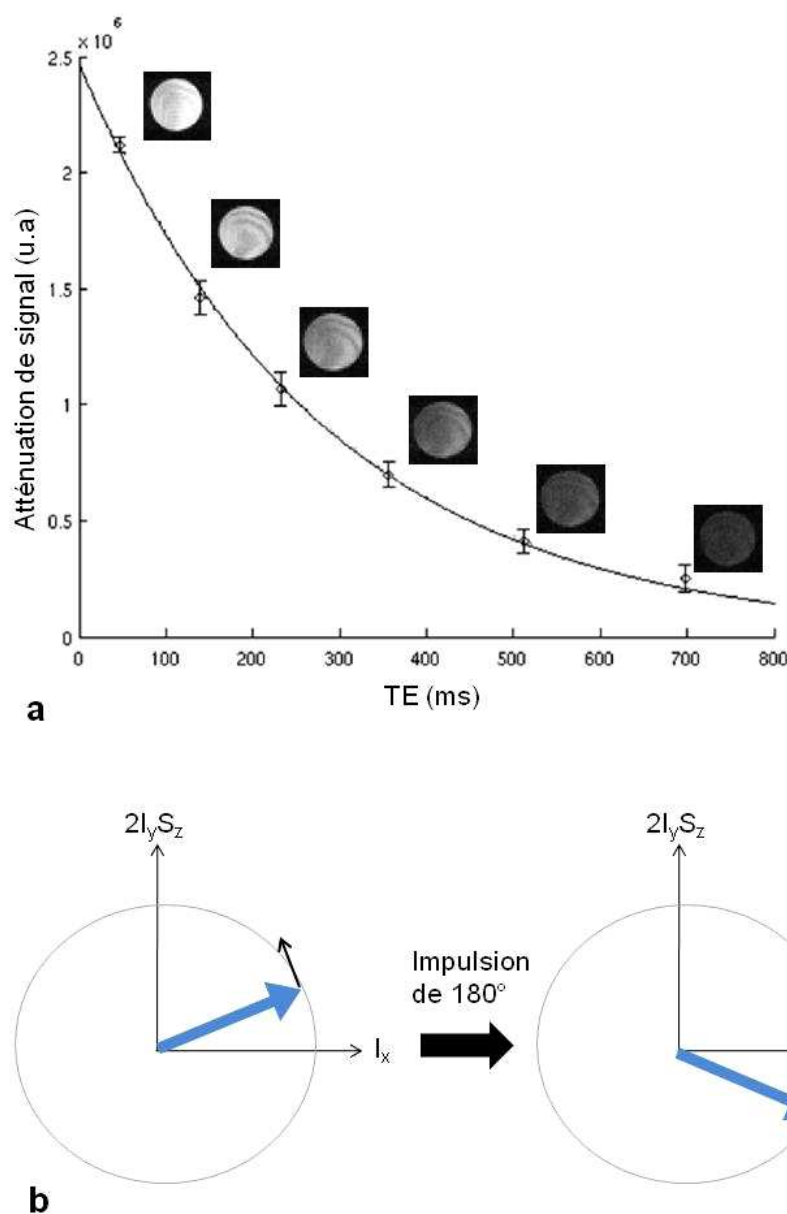 × 10⁶
2.5
2
1.5
1
0.5
0
Atténuation de signal (u.a)
0 100 200 300 400 500 600 700 800
TE (ms)
a
2IySz 2IySz
Impulsion
de 180°
Ix
b